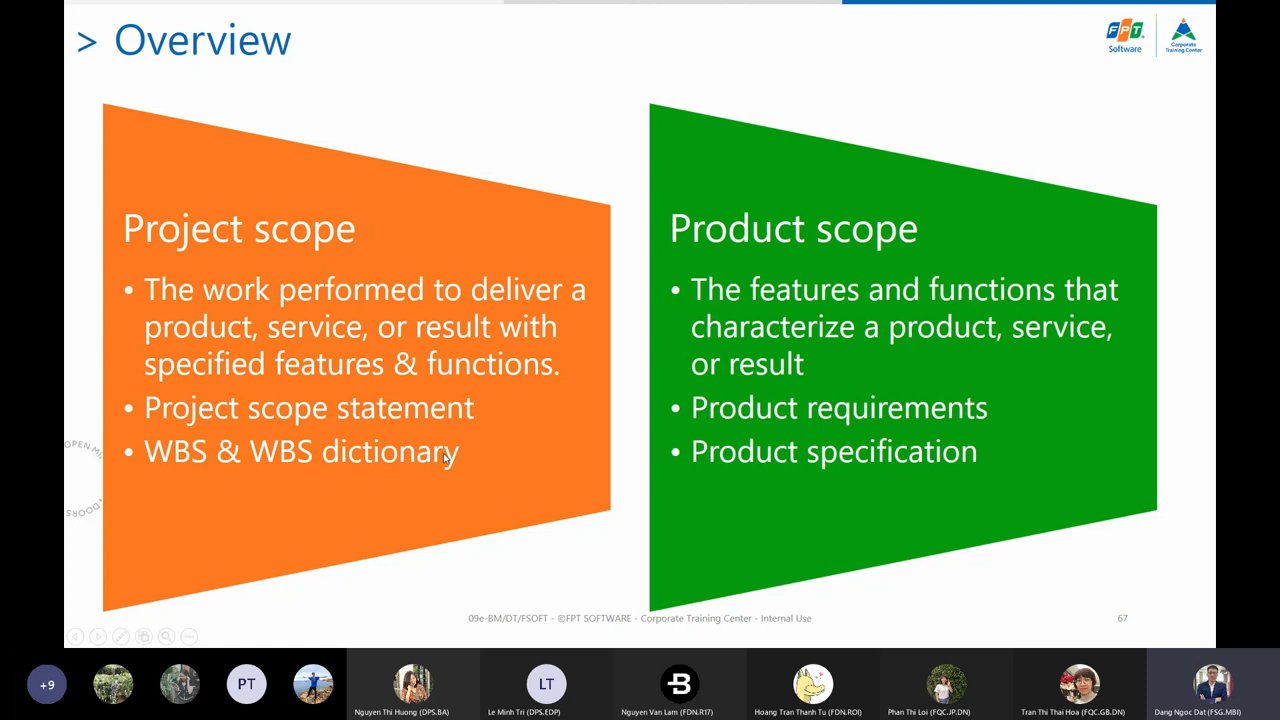 > Overview
FPT
Software
Corporate
Training Center
Project scope
• The work performed to deliver a
product, service, or result with
specified features & functions.
• Project scope statement
• WBS & WBS dictionary
Product scope
• The features and functions that
characterize a product, service,
or result
• Product requirements
• Product specification
OPEN
DOORS
09e-BM/DT/FSOFT - ©FPT SOFTWARE - Corporate Training Center - Internal Use
67
+9
PT
LT
B
Nguyen Thi Huong (DPS.BA)
Le Minh Tri (DPS.EDP)
Nguyen Van Lam (FDN.R17)
Hoang Tran Thanh Tu (FDN.ROI)
Phan Thi Loi (FQC.JP.DN)
Tran Thi Thai Hoa (FQC.GB.DN)
Dang Ngoc Dat (FSG.MBI)